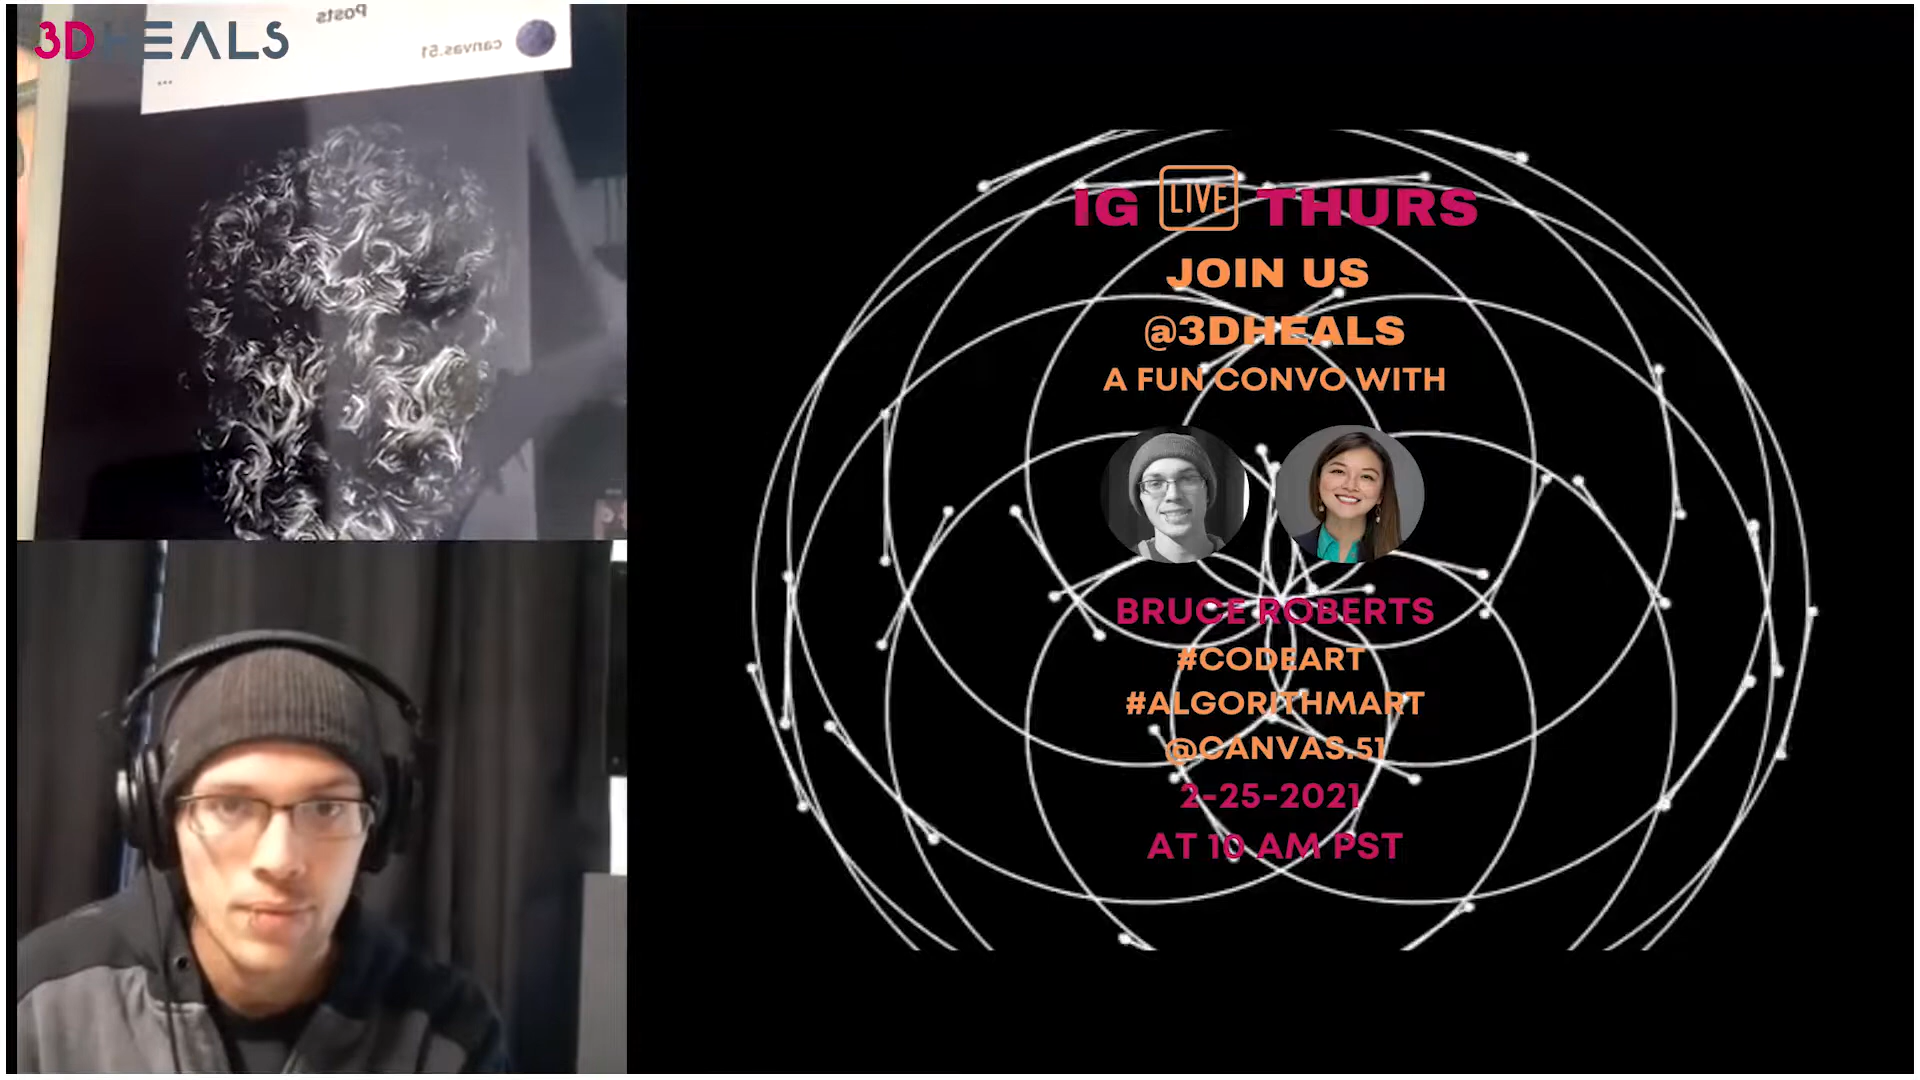 3DHEALS
Posts
canvas.51
IG LIVE THURS
JOIN US
@3DHEALS
A FUN CONVO WITH
BRUCE ROBERTS
#CODEART
#ALGORITHMART
@CANVAS.51
2-25-2021
AT 10 AM PST